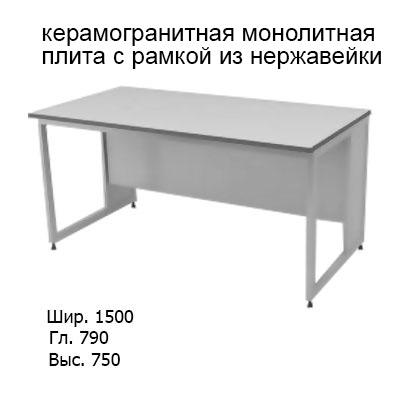 керамогранитная монолитная
плита с рамкой из нержавейки
Шир. 1500
Гл. 790
Выс. 750